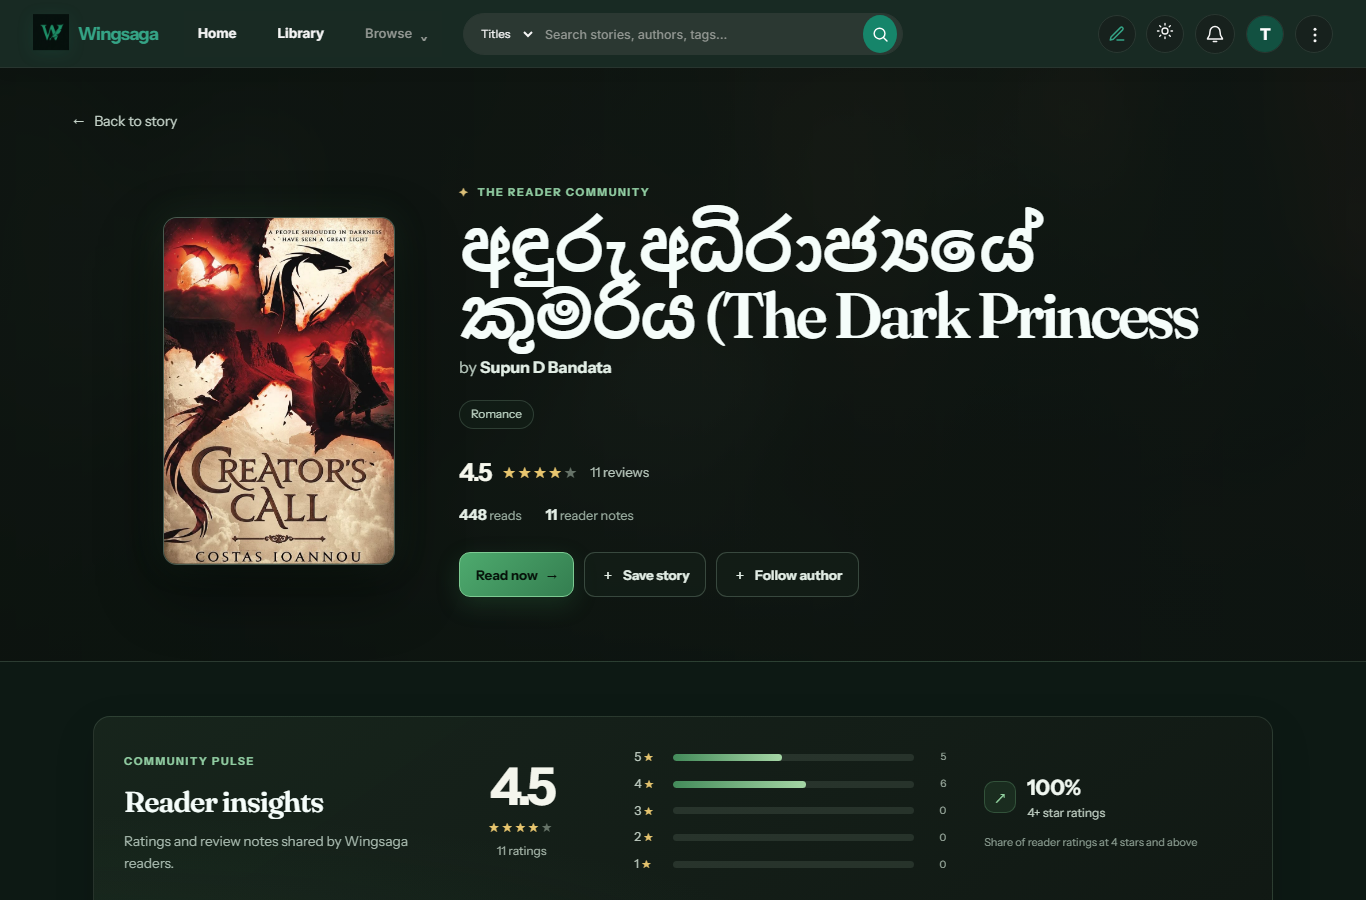 Wingsaga
Home
Library
Browse
Titles
Search stories, authors, tags...
T
← Back to story
A PEOPLE SHROUDED IN DARKNESS
HAVE SEEN A GREAT LIGHT
CREATOR'S
CALL
COSTAS IOANNOU
✦ THE READER COMMUNITY
අඳුරු අධිරාජ්‍යයේ
කුමරිය (The Dark Princess
by Supun D Bandata
Romance
4.5 ★★★★★ 11 reviews
448 reads 11 reader notes
Read now →
+ Save story
+ Follow author
COMMUNITY PULSE
Reader insights
Ratings and review notes shared by Wingsaga
readers.
4.5
★★★★★
11 ratings
5 ★ 5
4 ★ 6
3 ★ 0
2 ★ 0
1 ★ 0
↗ 100%
4+ star ratings
Share of reader ratings at 4 stars and above